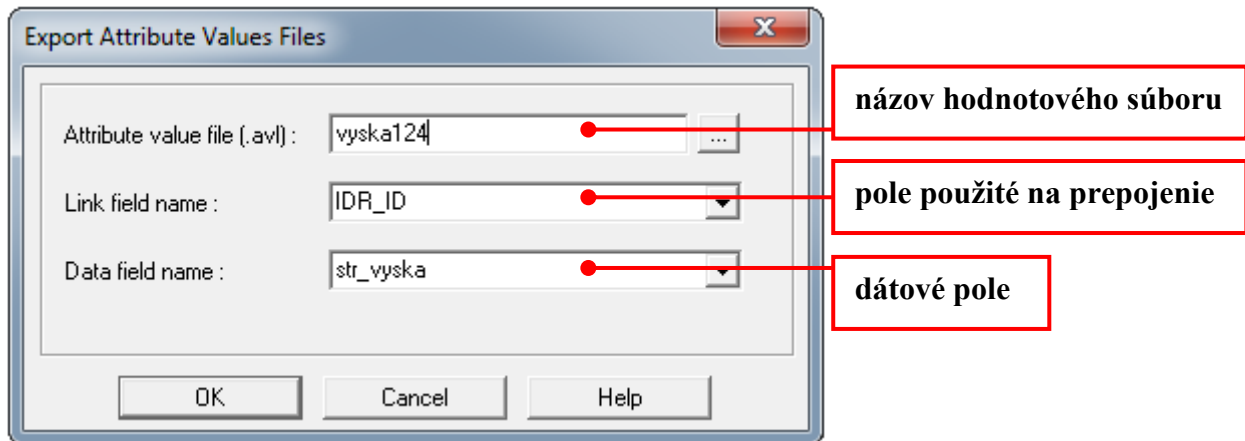 Export Attribute Values Files
x
Attribute value file (.avl) : vyska124 ...
názov hodnotového súboru
Link field name : IDR_ID
pole použité na prepojenie
Data field name : str_vyska
dátové pole
OK Cancel Help